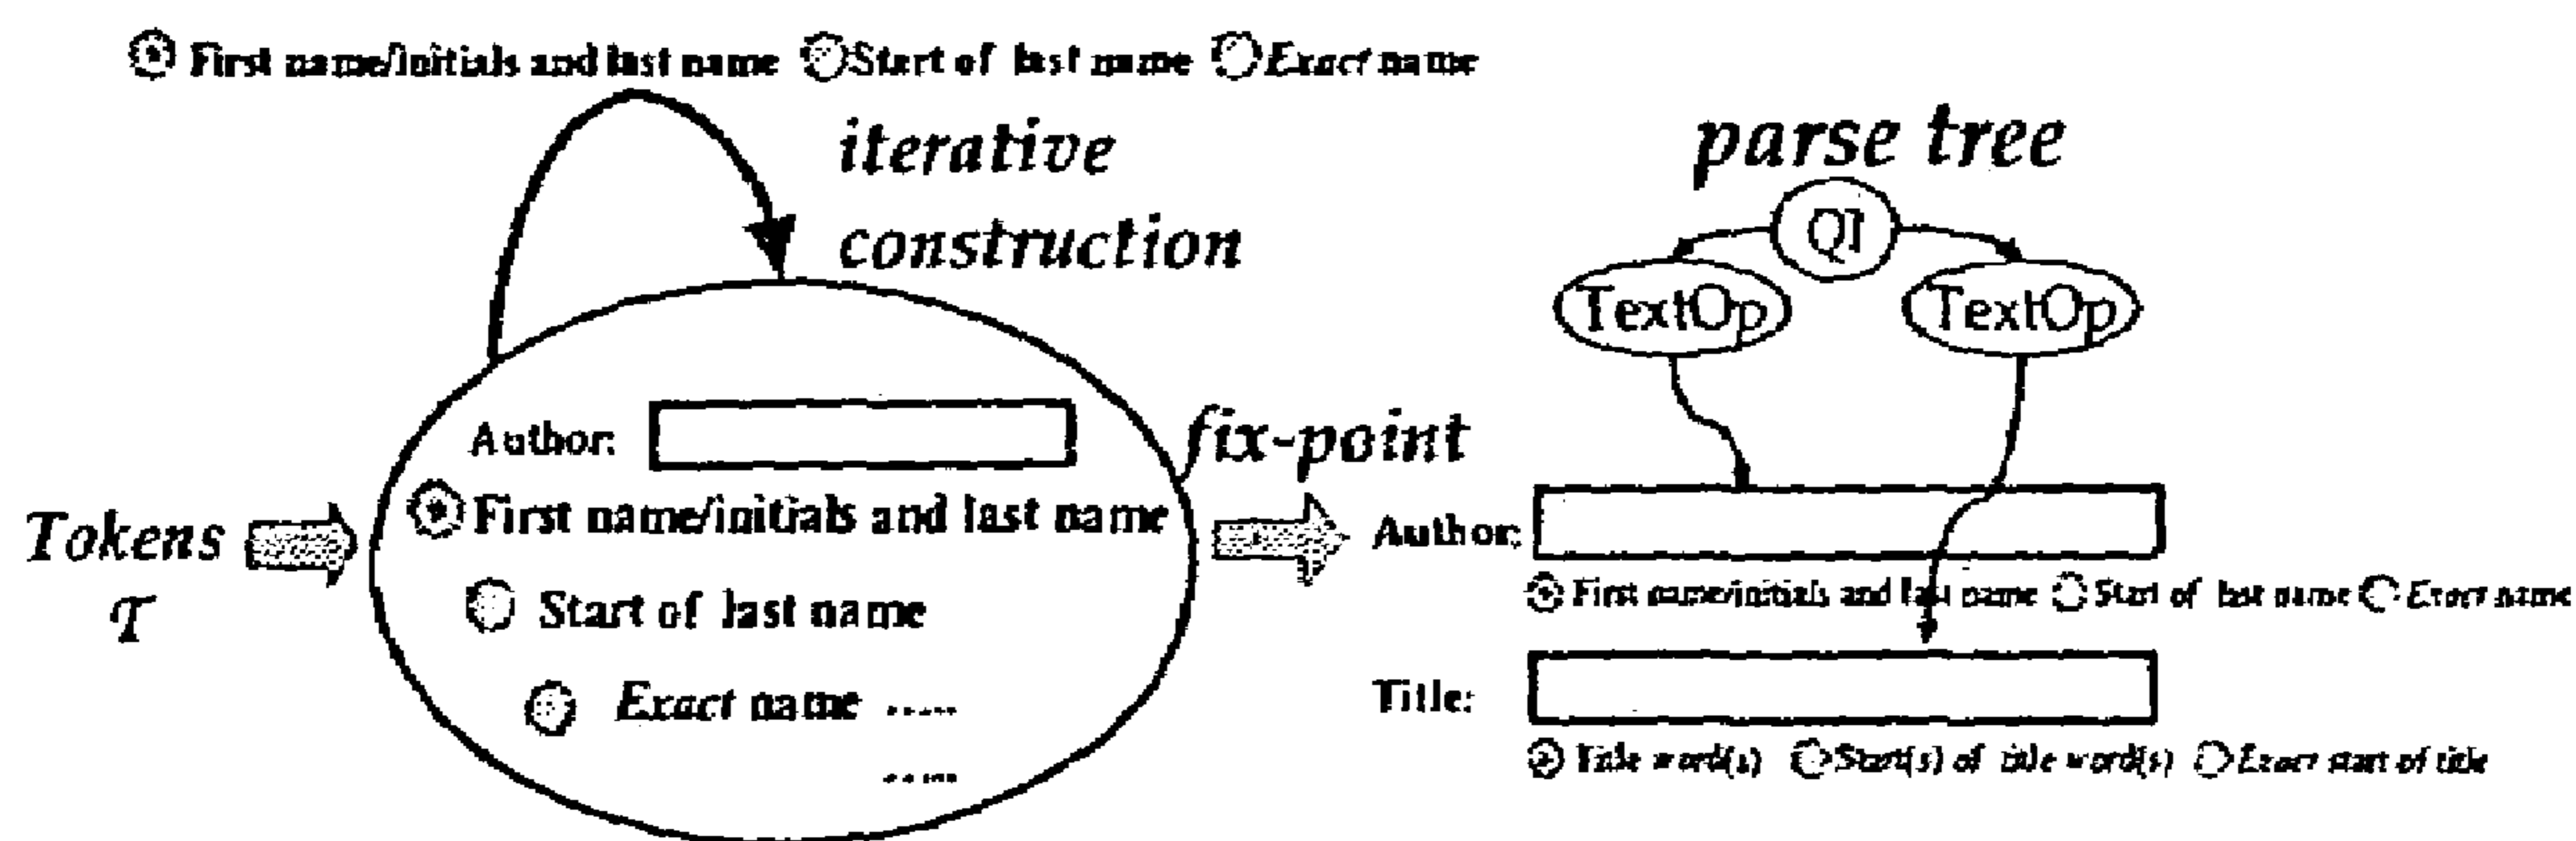 First name/initials and last name Start of last name Exact name
iterative
construction
parse tree
QI
TextOp TextOp
Author:
First name/initials and last name
Start of last name
Exact name .....
.....
Tokens
T
fix-point
Author:
First name/initials and last name Start of last name Exact name
Title:
Title word(s) Start(s) of title word(s) Exact start of title